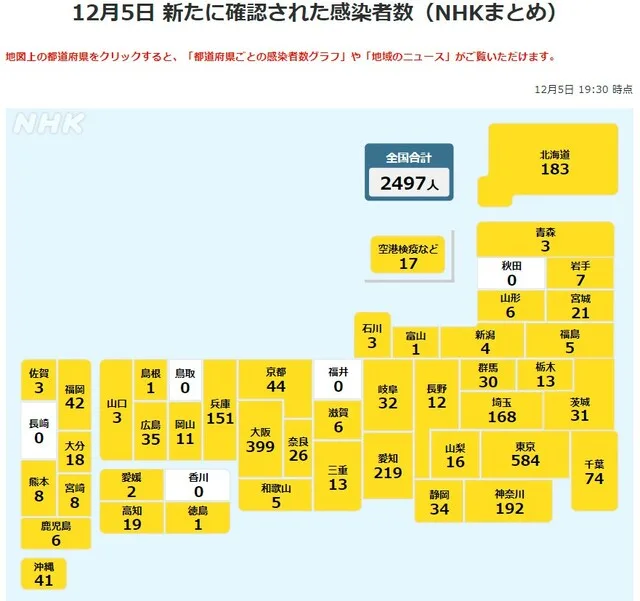 12月5日 新たに確認された感染者数（NHKまとめ）
地図上の都道府県をクリックすると、「都道府県ごとの感染者数グラフ」や「地域のニュース」がご覧いただけます。
12月5日 19:30 時点
NHK
全国合計
2497人
北海道
183
空港検疫など
17
青森
3
秋田
0
岩手
7
山形
6
宮城
21
石川
3
富山
1
新潟
4
福島
5
佐賀
3
福岡
42
山口
3
島根
1
鳥取
0
兵庫
151
京都
44
福井
0
岐阜
32
長野
12
群馬
30
栃木
13
茨城
31
長崎
0
広島
35
岡山
11
大阪
399
奈良
26
滋賀
6
埼玉
168
大分
18
三重
13
愛知
219
山梨
16
東京
584
千葉
74
熊本
8
宮崎
8
愛媛
2
香川
0
和歌山
5
静岡
34
神奈川
192
高知
19
徳島
1
鹿児島
6
沖縄
41